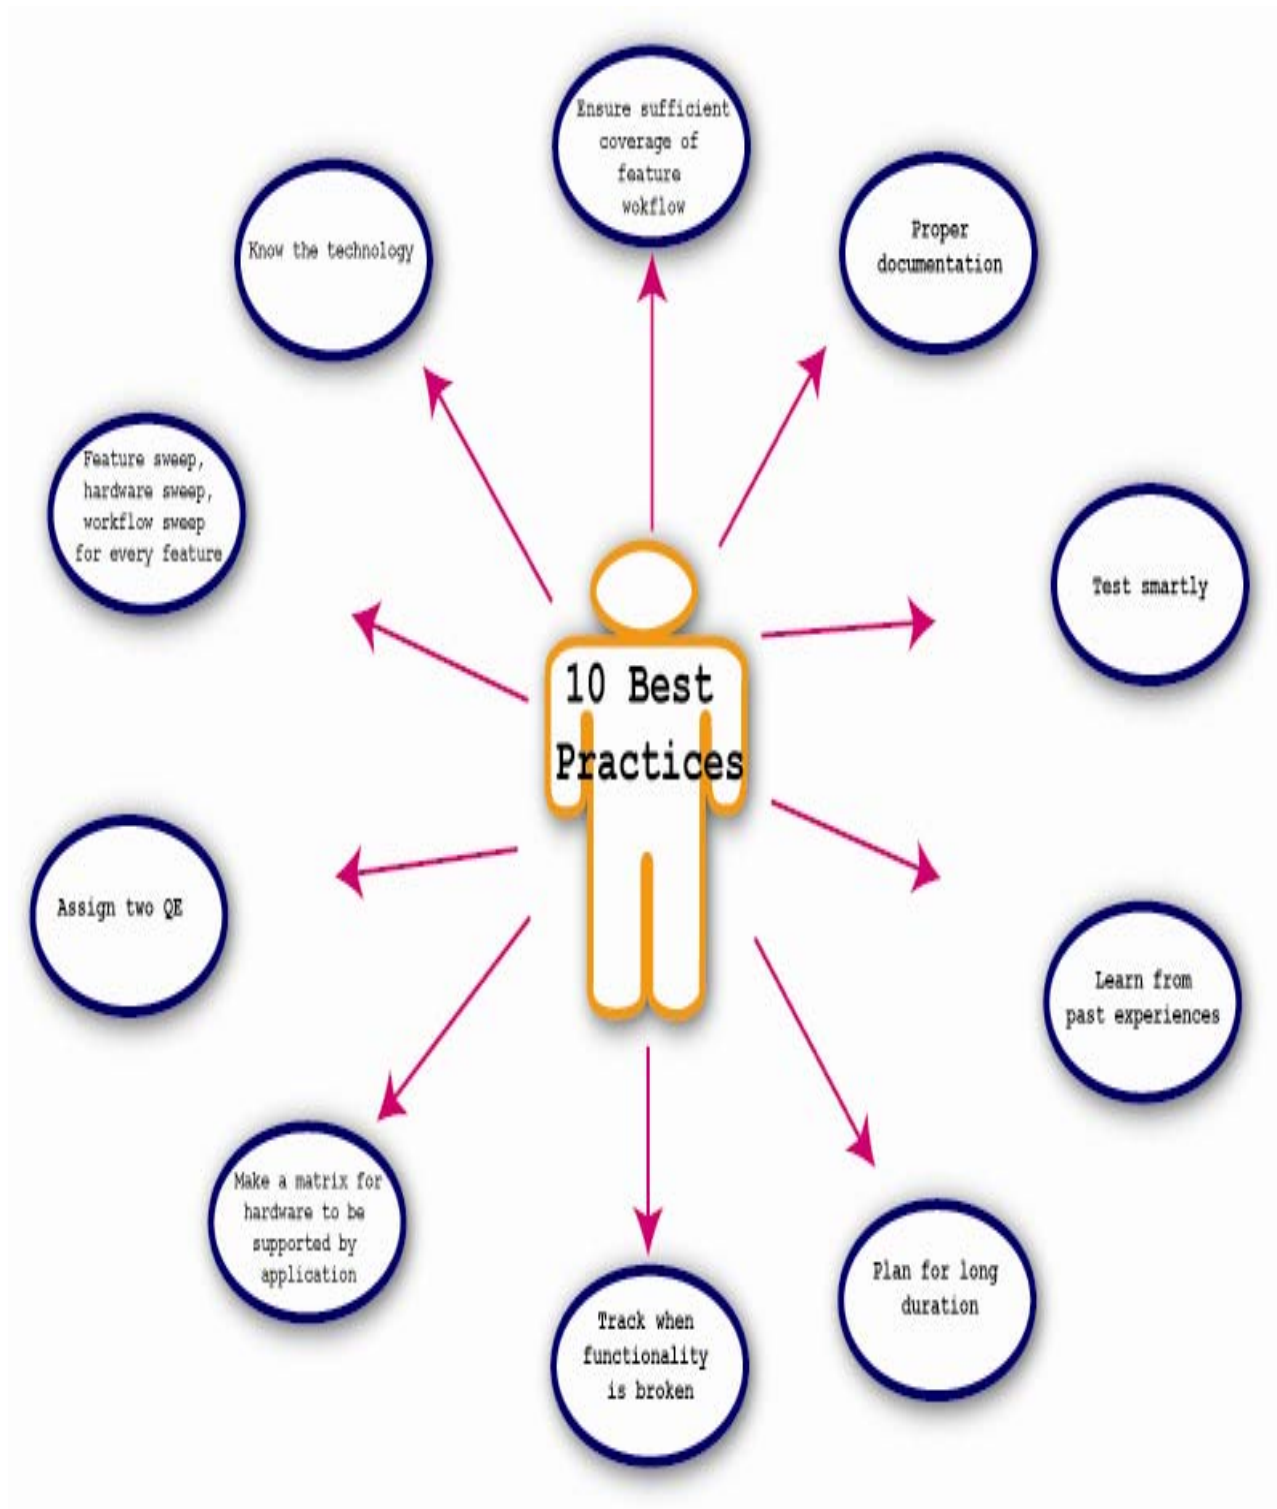 Ensure sufficient
coverage of
feature
wokflow
Proper
documentation
Know the technology
Feature sweep,
hardware sweep,
workflow sweep
for every feature
Test smartly
10 Best
Practices
Assign two QE
Learn from
past experiences
Make a matrix for
hardware to be
supported by
application
Plan for long
duration
Track when
functionality
is broken